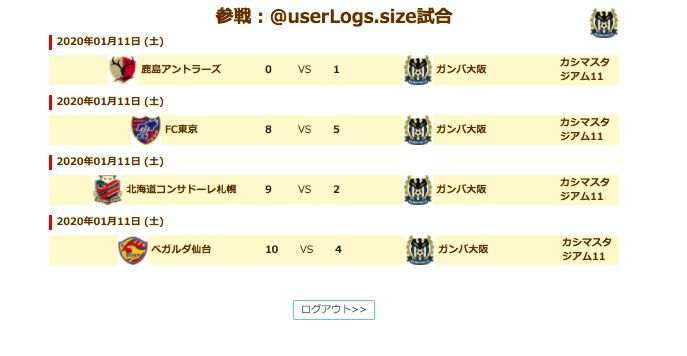 参戦：@userLogs.size試合
2020年01月11日 (土)
鹿島アントラーズ 0 VS 1 ガンバ大阪 カシマスタ
ジアム11
2020年01月11日 (土)
FC東京 8 VS 5 ガンバ大阪 カシマスタ
ジアム11
2020年01月11日 (土)
北海道コンサドーレ札幌 9 VS 2 ガンバ大阪 カシマスタ
ジアム11
2020年01月11日 (土)
ベガルダ仙台 10 VS 4 ガンバ大阪 カシマスタ
ジアム11
ログアウト>>